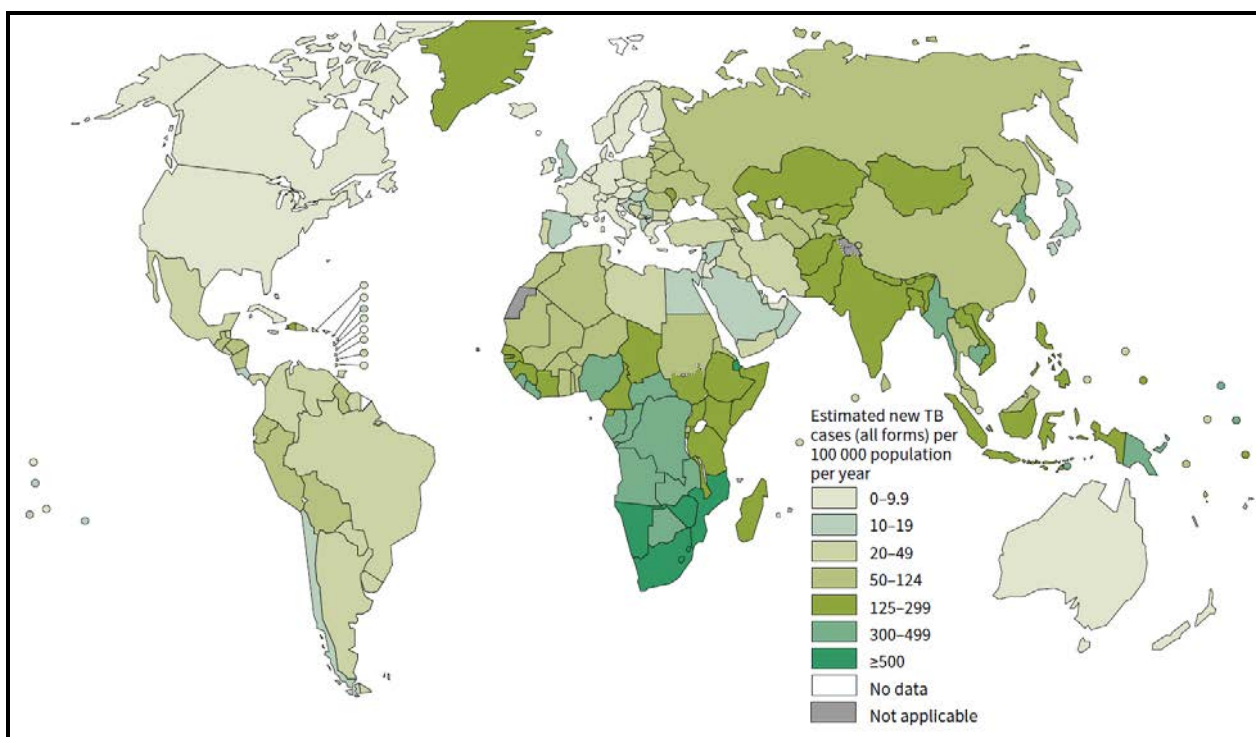 Estimated new TB
cases (all forms) per
100 000 population
per year
0–9.9
10–19
20–49
50–124
125–299
300–499
≥500
No data
Not applicable